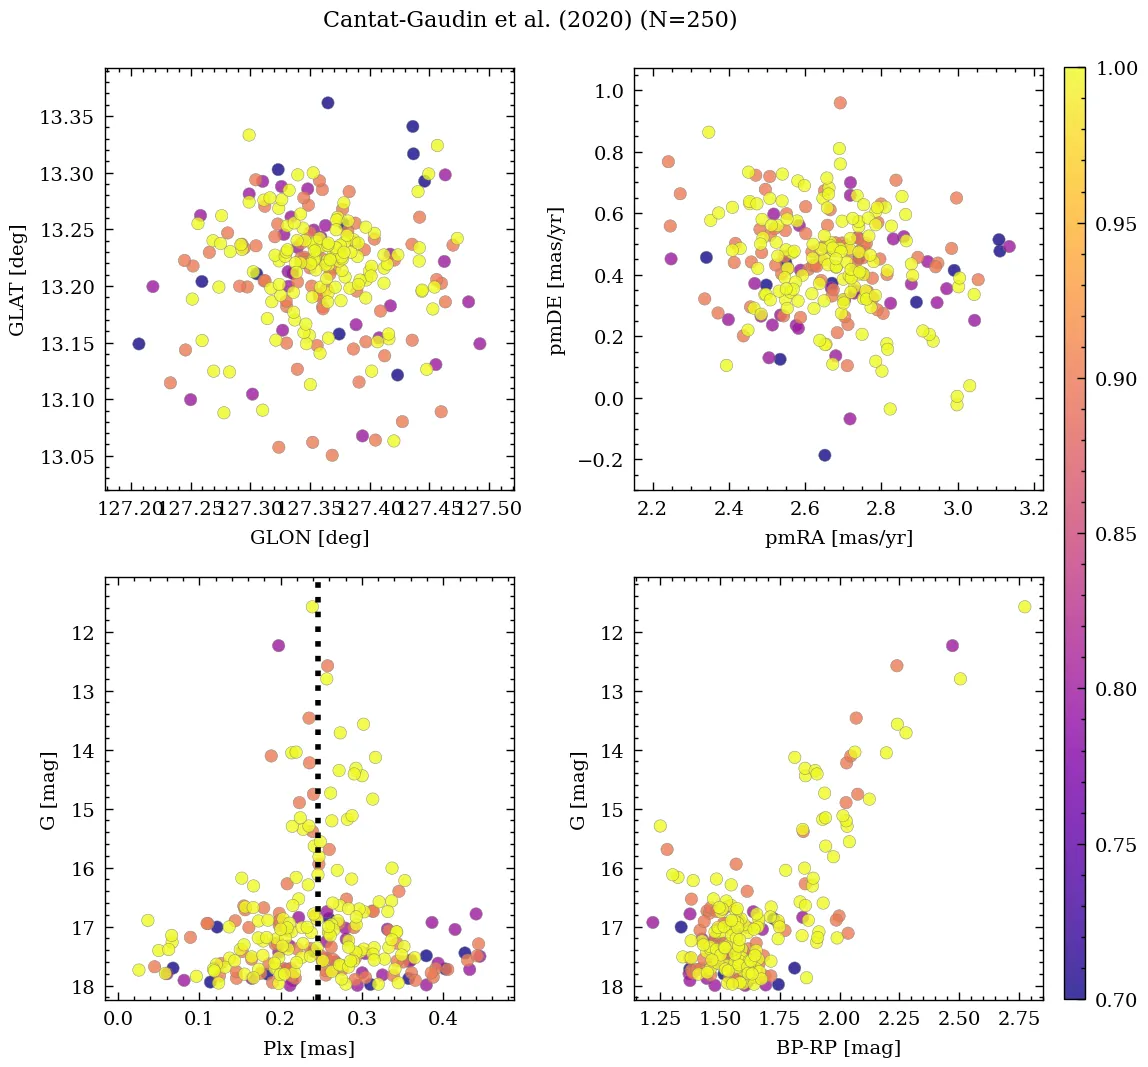 Cantat-Gaudin et al. (2020) (N=250)
13.35
13.30
13.25
13.20
13.15
13.10
13.05
GLAT [deg]
127.20 127.25 127.30 127.35 127.40 127.45 127.50
GLON [deg]
1.0
0.8
0.6
0.4
0.2
0.0
−0.2
pmDE [mas/yr]
2.2 2.4 2.6 2.8 3.0 3.2
pmRA [mas/yr]
12
13
14
15
16
17
18
G [mag]
0.0 0.1 0.2 0.3 0.4
Plx [mas]
12
13
14
15
16
17
18
G [mag]
1.25 1.50 1.75 2.00 2.25 2.50 2.75
BP-RP [mag]
1.00
0.95
0.90
0.85
0.80
0.75
0.70